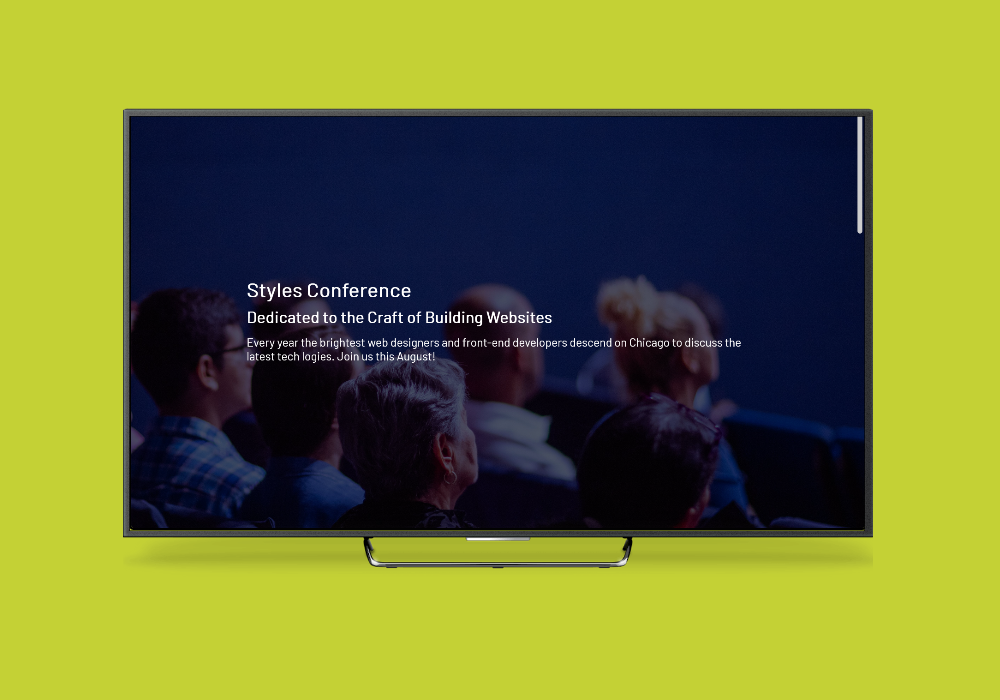 Styles Conference
Dedicated to the Craft of Building Websites
Every year the brightest web designers and front-end developers descend on Chicago to discuss the
latest tech logies. Join us this August!